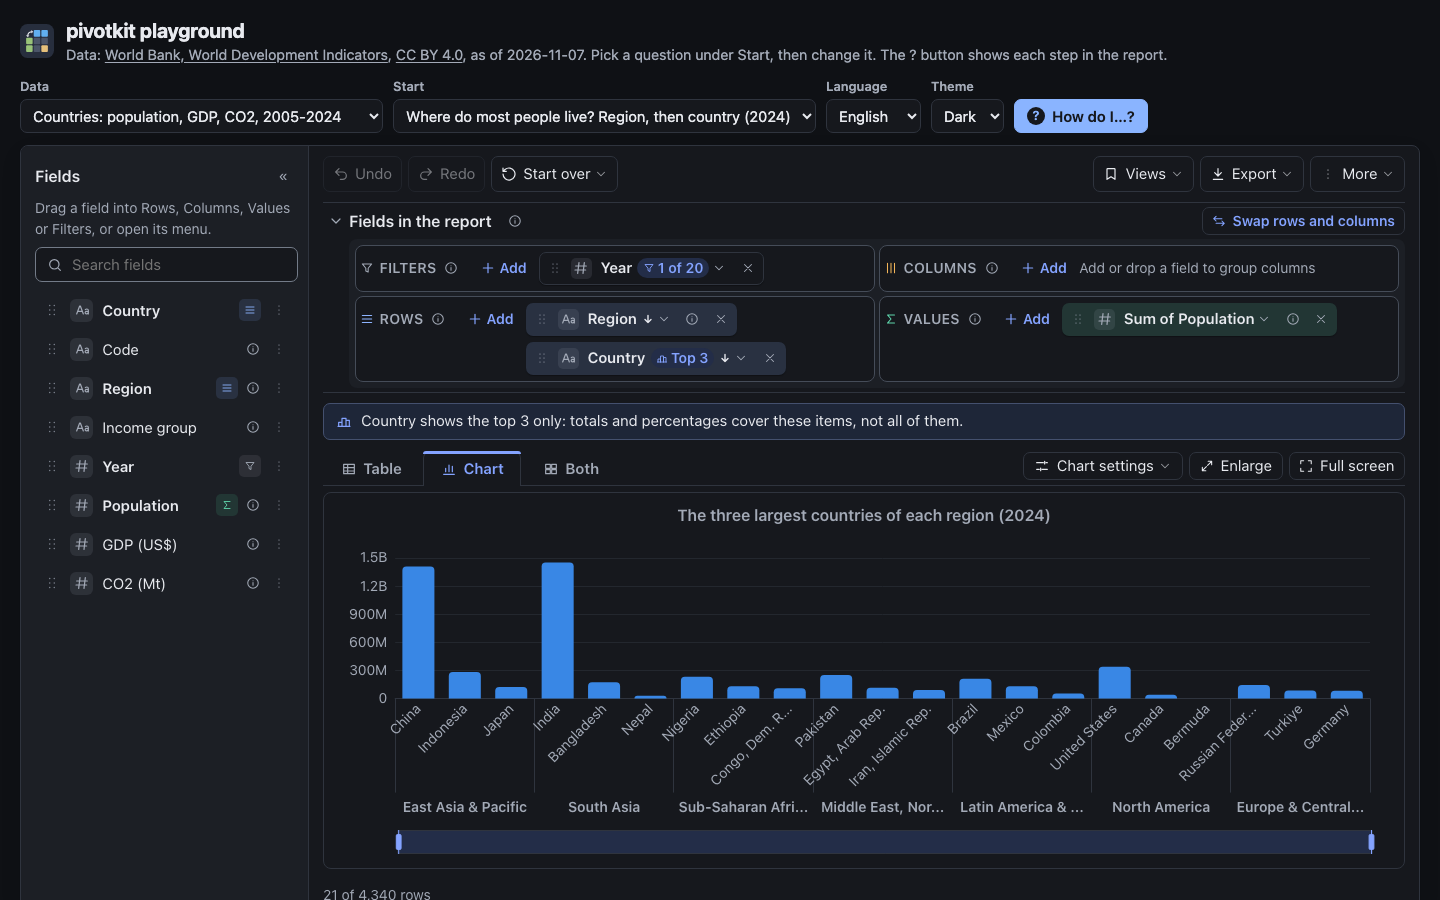 pivotkit playground
Data: World Bank, World Development Indicators, CC BY 4.0, as of 2026-11-07. Pick a question under Start, then change it. The ? button shows each step in the report.
Data
Start
Language
Theme
Countries: population, GDP, CO2, 2005-2024
Where do most people live? Region, then country (2024)
English
Dark
? How do I...?
Fields
«
Drag a field into Rows, Columns, Values
or Filters, or open its menu.
Search fields
Aa Country
Aa Code
Aa Region
Aa Income group
# Year
# Population Σ
# GDP (US$)
# CO2 (Mt)
Undo
Redo
Start over
Views
Export
More
Fields in the report
Swap rows and columns
FILTERS
+ Add
# Year 1 of 20
COLUMNS
+ Add
Add or drop a field to group columns
ROWS
+ Add
Aa Region
Aa Country Top 3
Σ VALUES
+ Add
# Sum of Population
Country shows the top 3 only: totals and percentages cover these items, not all of them.
Table
Chart
Both
Chart settings
Enlarge
Full screen
The three largest countries of each region (2024)
1.5B
1.2B
900M
600M
300M
0
China
Indonesia
Japan
India
Bangladesh
Nepal
Nigeria
Ethiopia
Congo, Dem. R...
Pakistan
Egypt, Arab Rep.
Iran, Islamic Rep.
Brazil
Mexico
Colombia
United States
Canada
Bermuda
Russian Feder...
Turkiye
Germany
East Asia & Pacific
South Asia
Sub-Saharan Afri...
Middle East, Nor...
Latin America & ...
North America
Europe & Central...
21 of 4,340 rows